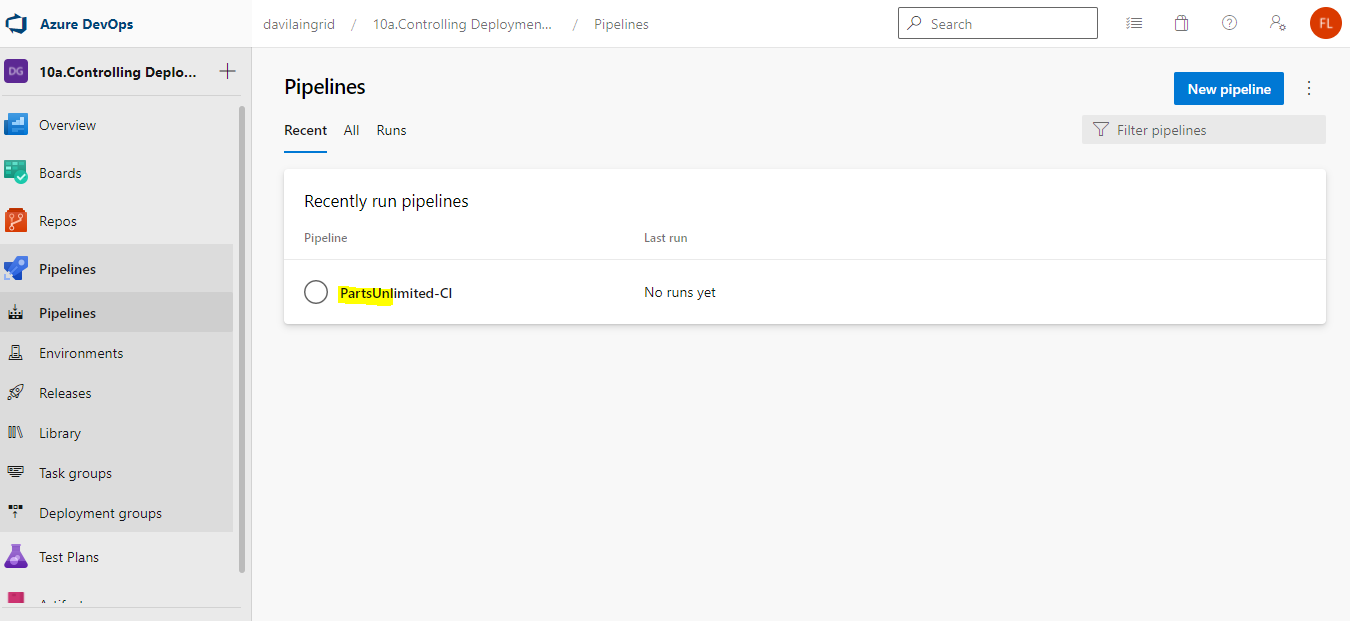 Azure DevOps
davilaingrid / 10a.Controlling Deploymen... / Pipelines
Search
FL
DG 10a.Controlling Deplo... +
Overview
Boards
Repos
Pipelines
Pipelines
Environments
Releases
Library
Task groups
Deployment groups
Test Plans
Pipelines
New pipeline
Recent All Runs
Filter pipelines
Recently run pipelines
Pipeline Last run
PartsUnlimited-CI No runs yet